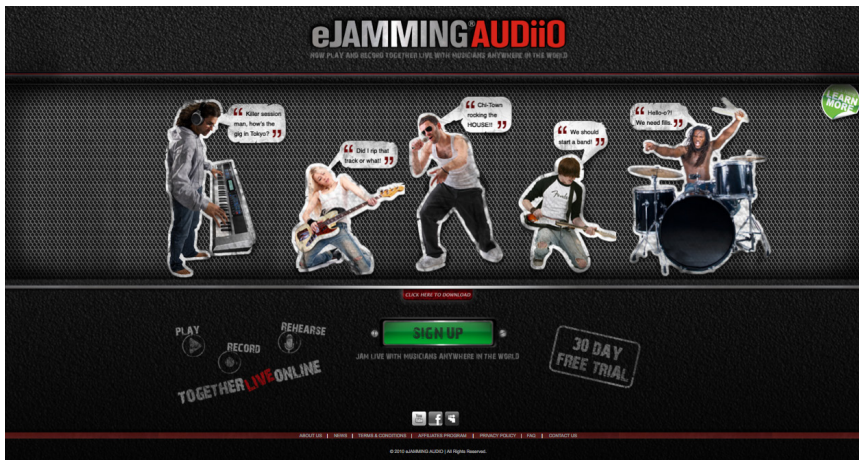 eJAMMING® AUDiiO
NOW PLAY AND RECORD TOGETHER LIVE WITH MUSICIANS ANYWHERE IN THE WORLD
LEARN
MORE
“ Killer session
man, how's the
gig in Tokyo? ”
“ Did I rip that
track or what! ”
“ Chi-Town
rocking the
HOUSE!! ”
“ We should
start a band! ”
“ Hello-o?!
We need fills. ”
CLICK HERE TO DOWNLOAD
PLAY
RECORD
REHEARSE
TOGETHERLIVEONLINE
SIGN UP
JAM LIVE WITH MUSICIANS ANYWHERE IN THE WORLD
30 DAY
FREE TRIAL
ABOUT US | NEWS | TERMS & CONDITIONS | AFFILIATES PROGRAM | PRIVACY POLICY | FAQ | CONTACT US
© 2010 eJAMMING AUDIO | All Rights Reserved.